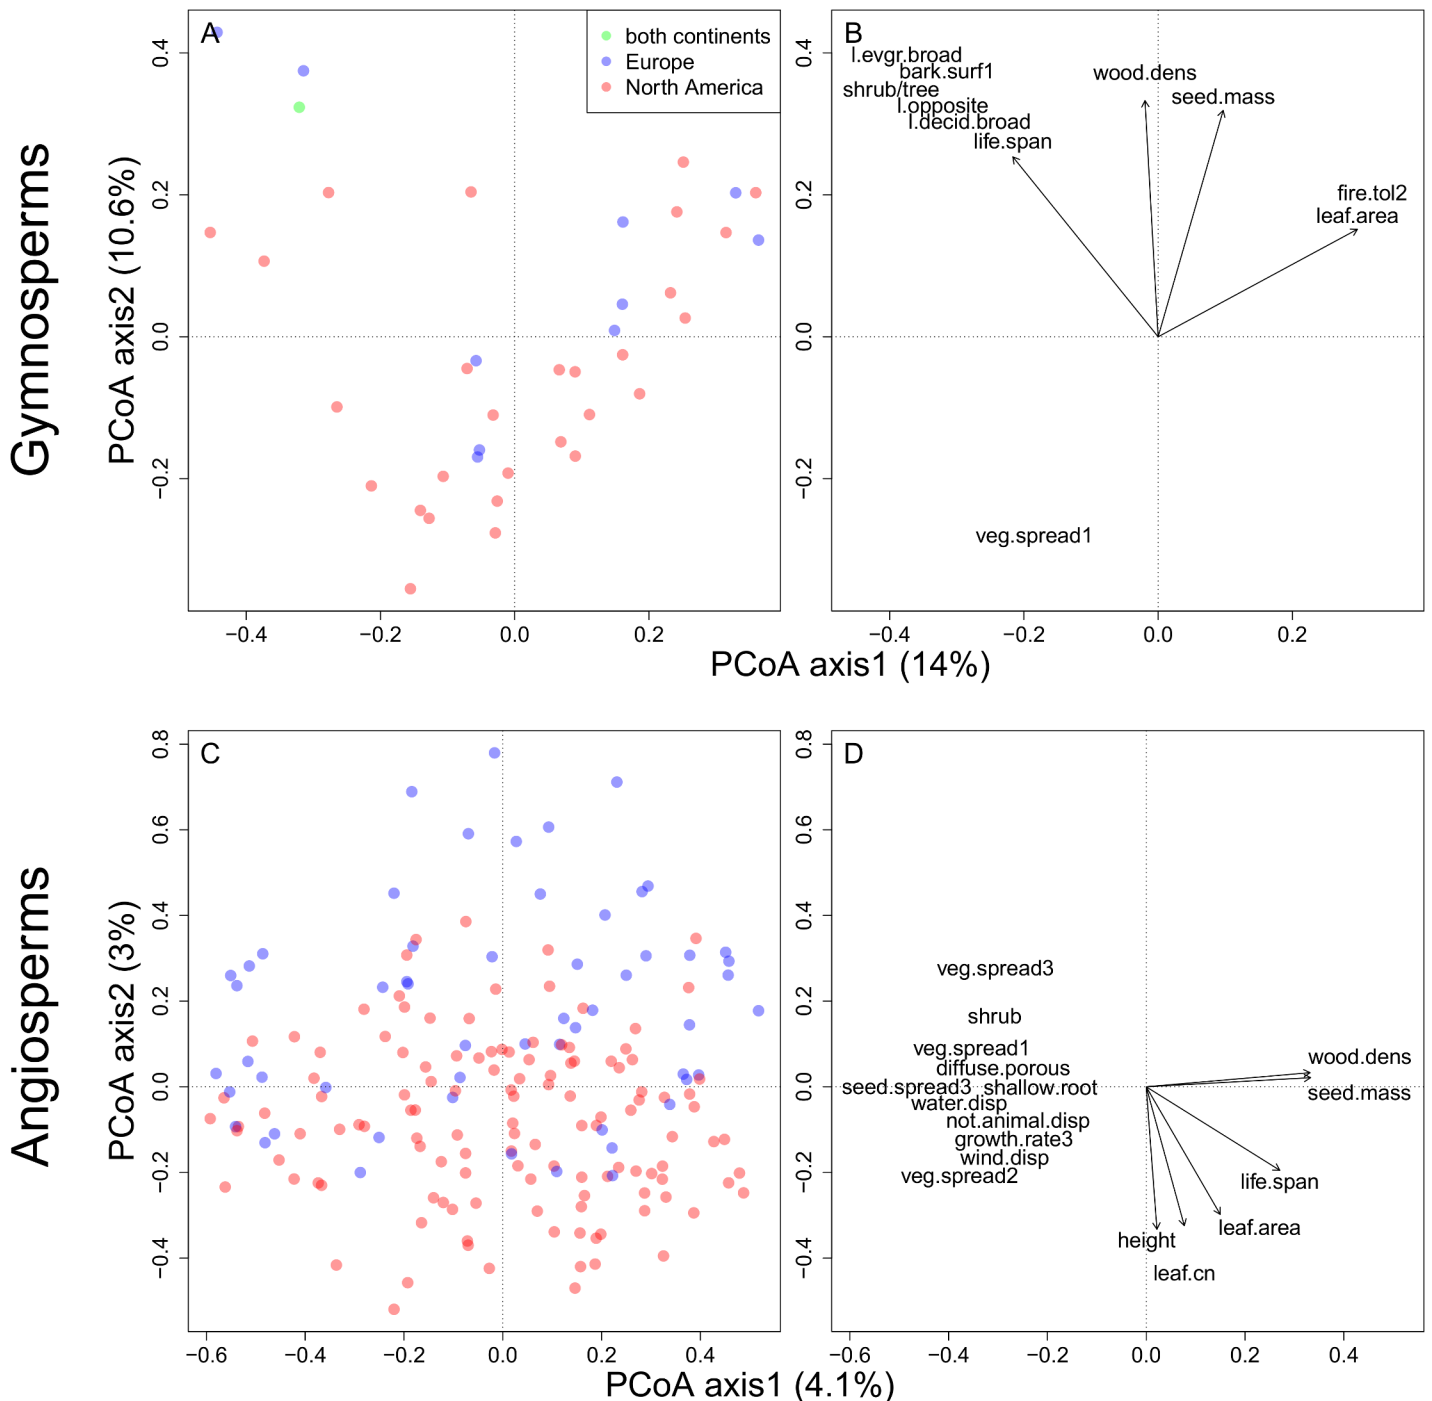 Gymnosperms
PCoA axis2 (10.6%)
0.4
0.2
0.0
−0.2
A
both continents
Europe
North America
−0.4
−0.2
0.0
0.2
B
0.4
0.2
0.0
−0.2
l.evgr.broad
bark.surf1
shrub/tree
l.opposite
l.decid.broad
life.span
wood.dens
seed.mass
fire.tol2
leaf.area
veg.spread1
−0.4
−0.2
0.0
0.2
PCoA axis1 (14%)
Angiosperms
PCoA axis2 (3%)
0.8
0.6
0.4
0.2
0.0
−0.2
−0.4
C
−0.6
−0.4
−0.2
0.0
0.2
0.4
D
0.8
0.6
0.4
0.2
0.0
−0.2
−0.4
veg.spread3
shrub
veg.spread1
diffuse.porous
seed.spread3
shallow.root
water.disp
not.animal.disp
growth.rate3
wind.disp
veg.spread2
wood.dens
seed.mass
life.span
leaf.area
height
leaf.cn
−0.6
−0.4
−0.2
0.0
0.2
0.4
PCoA axis1 (4.1%)